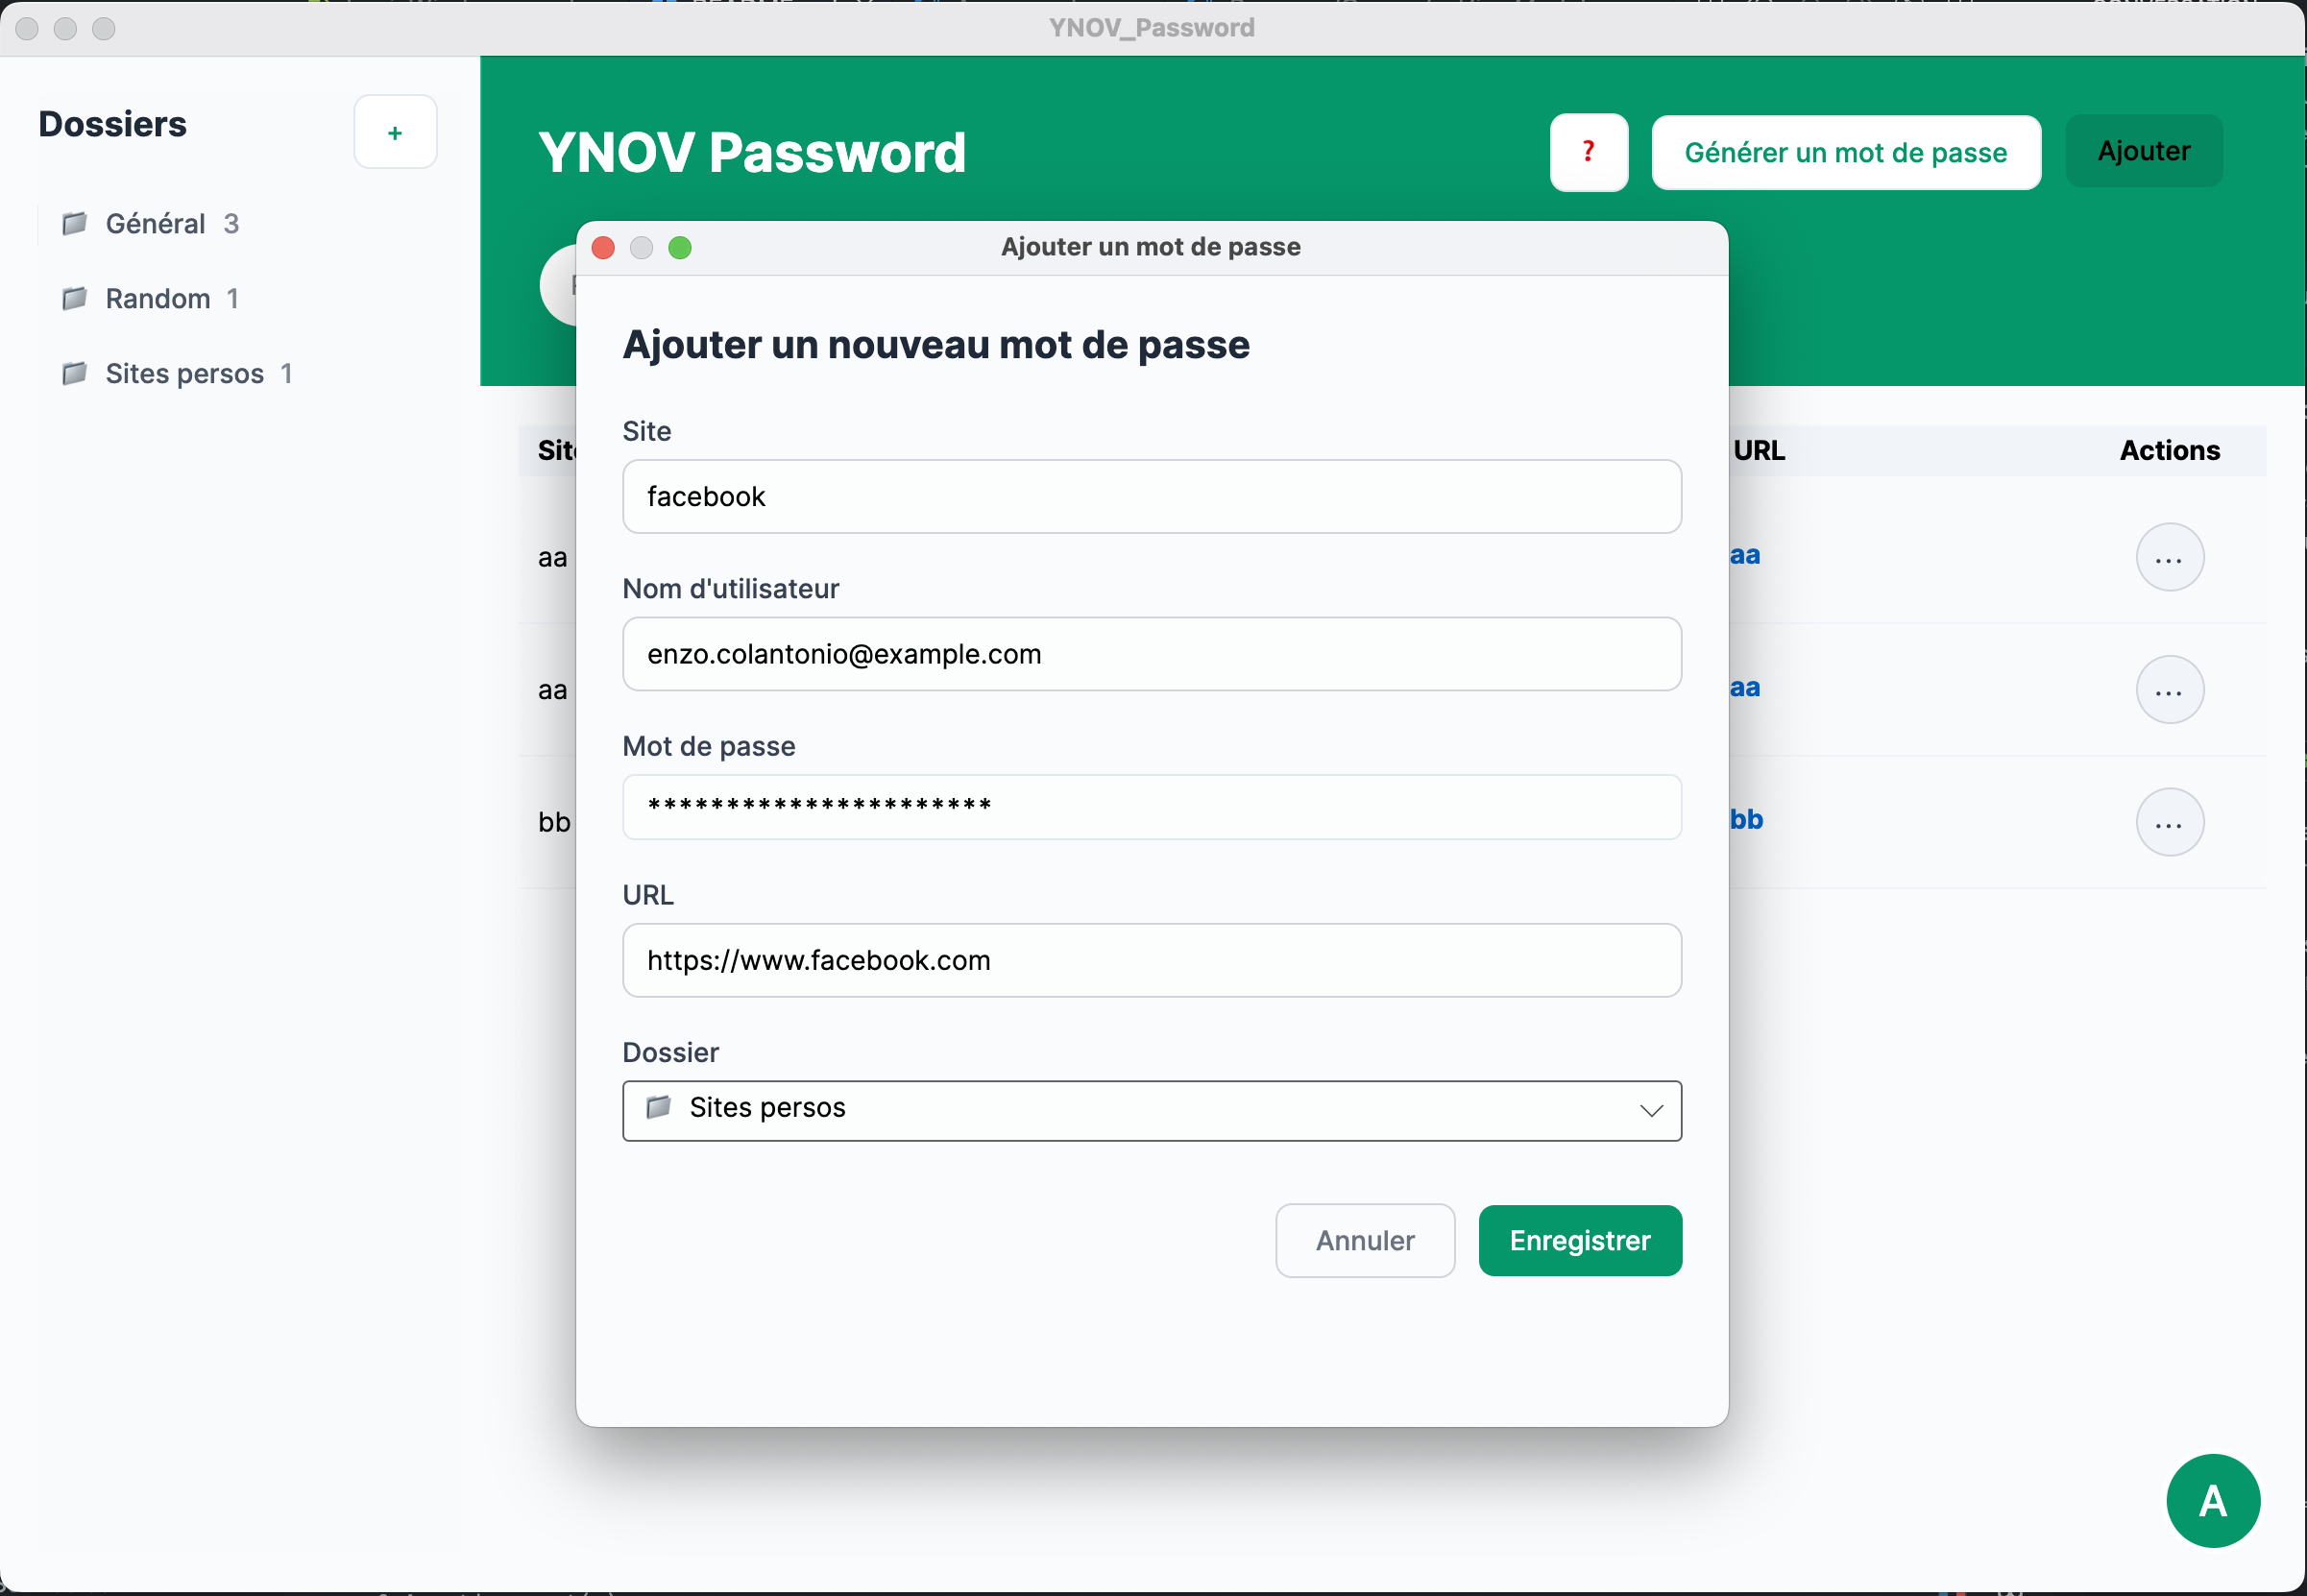 YNOV_Password
Dossiers
+
Général 3
Random 1
Sites persos 1
YNOV Password
?
Générer un mot de passe
Ajouter
Ajouter un mot de passe
Ajouter un nouveau mot de passe
Site
facebook
Nom d'utilisateur
enzo.colantonio@example.com
Mot de passe
**********************
URL
https://www.facebook.com
Dossier
Sites persos
Annuler
Enregistrer
URL
Actions
aa
aa
...
aa
aa
...
bb
bb
...
A